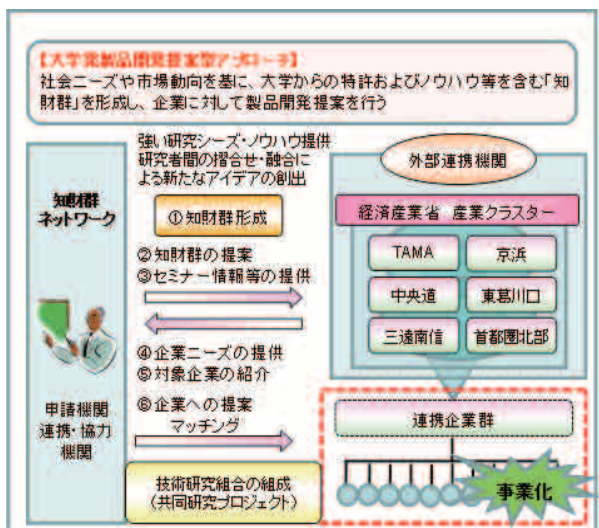 【大学発製品開発提案型アプローチ】
社会ニーズや市場動向を基に、大学からの特許およびノウハウ等を含む「知
財群」を形成し、企業に対して製品開発提案を行う
強い研究シーズ・ノウハウ提供
研究者間の摺合せ・融合
による新たなアイデアの創出
知財群
ネットワーク
①知財群形成
②知財群の提案
③セミナー情報等の提供
④企業ニーズの提供
⑤対象企業の紹介
⑥企業への提案
マッチング
申請機関
連携・協力
機関
技術研究組合の組成
(共同研究プロジェクト)
外部連携機関
経済産業省 産業クラスター
TAMA
京浜
中央道
東葛川口
三遠南信
首都圏北部
連携企業群
事業化